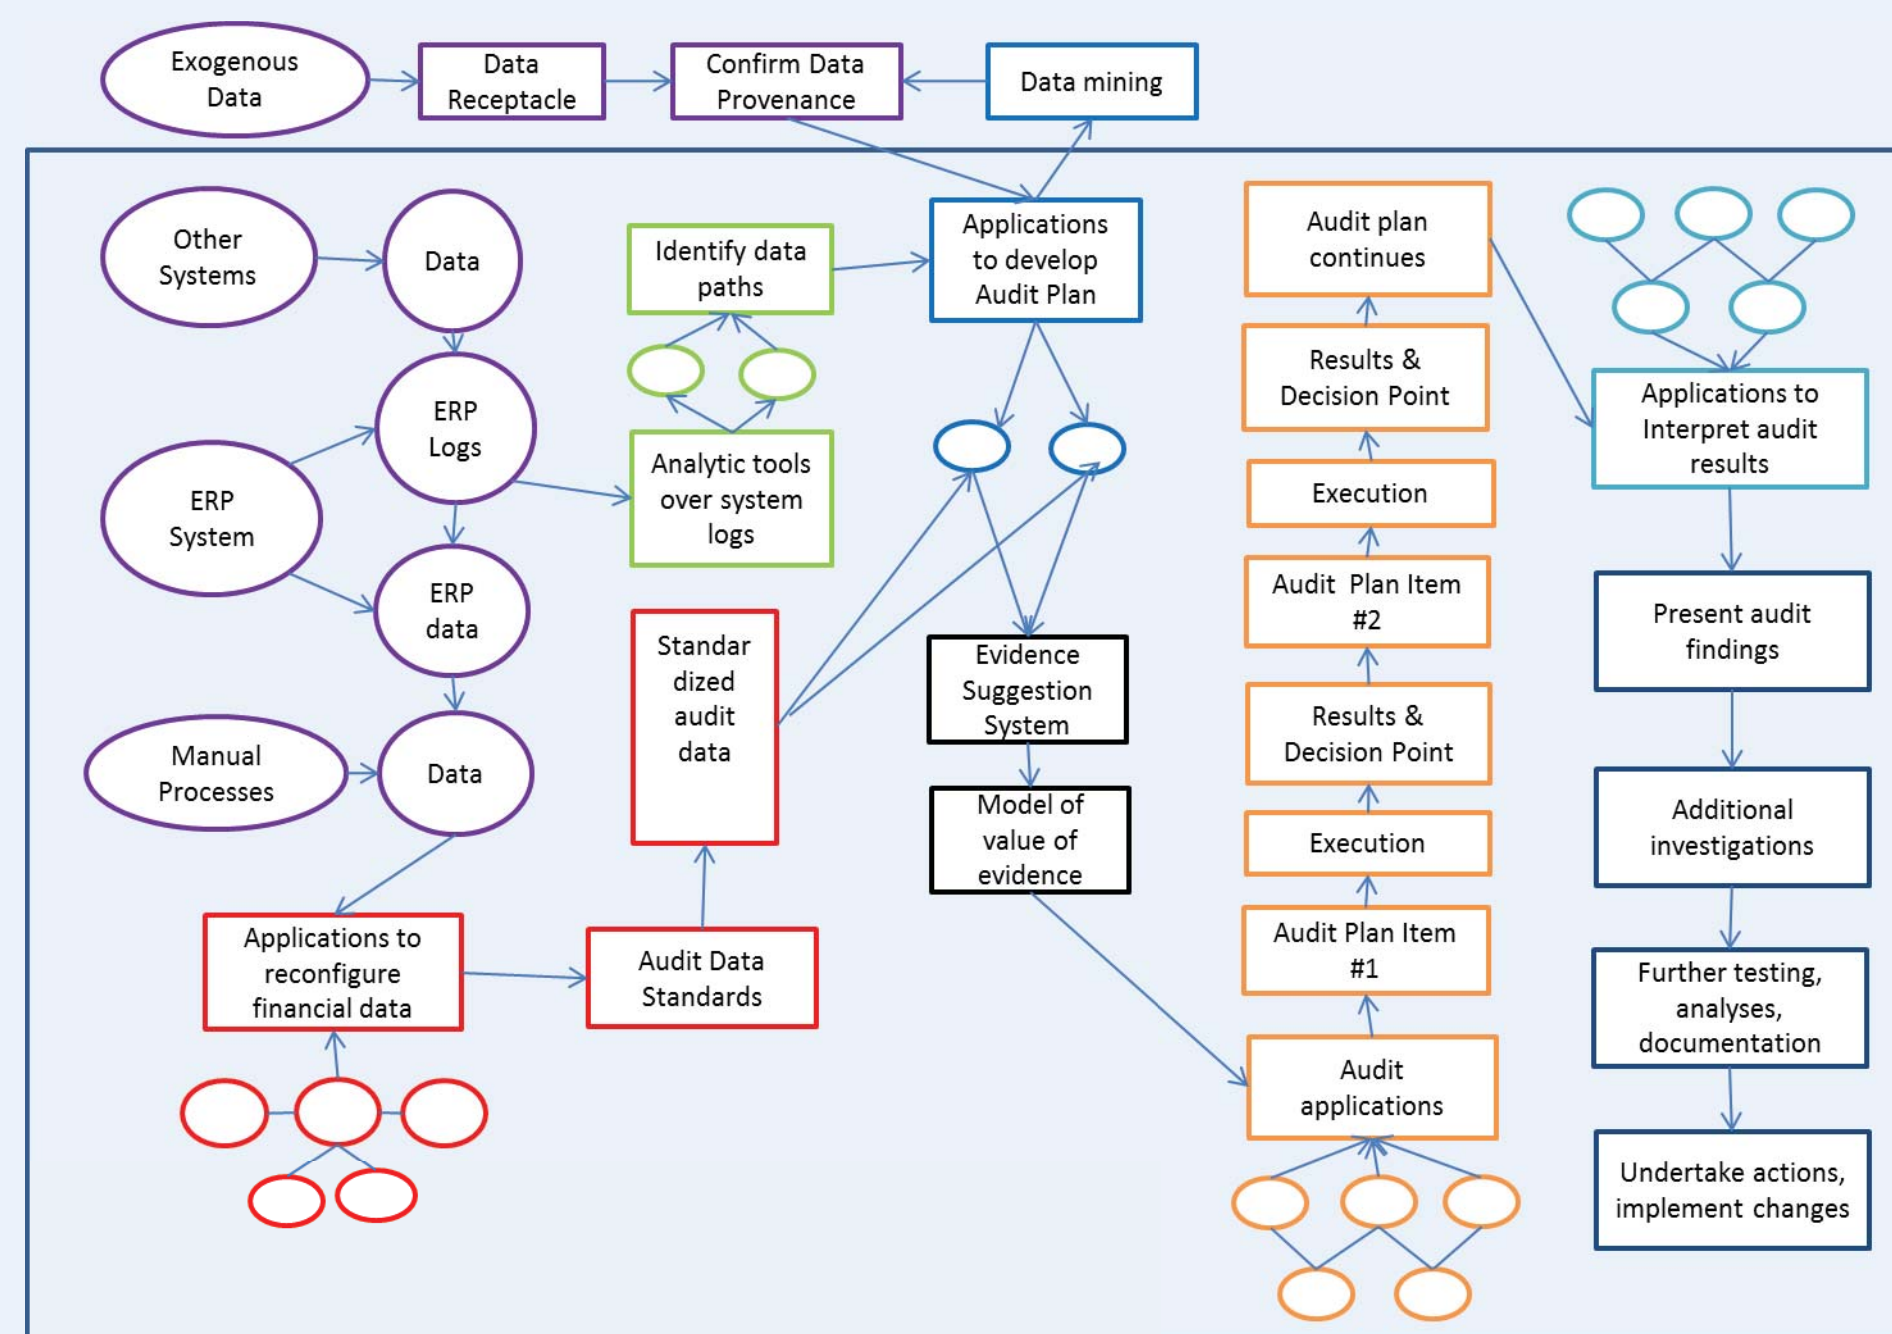 Exogenous
Data
Data
Receptacle
Confirm Data
Provenance
Data mining
Other
Systems
Data
Identify data
paths
Applications
to develop
Audit Plan
Audit plan
continues
ERP
Logs
Results &
Decision Point
Applications to
Interpret audit
results
ERP
System
Analytic tools
over system
logs
Execution
ERP
data
Audit  Plan Item
#2
Present audit
findings
Standar
dized
audit
data
Evidence
Suggestion
System
Results &
Decision Point
Manual
Processes
Data
Model of
value of
evidence
Execution
Additional
investigations
Applications to
reconfigure
financial data
Audit Data
Standards
Audit Plan Item
#1
Further testing,
analyses,
documentation
Audit
applications
Undertake actions,
implement changes